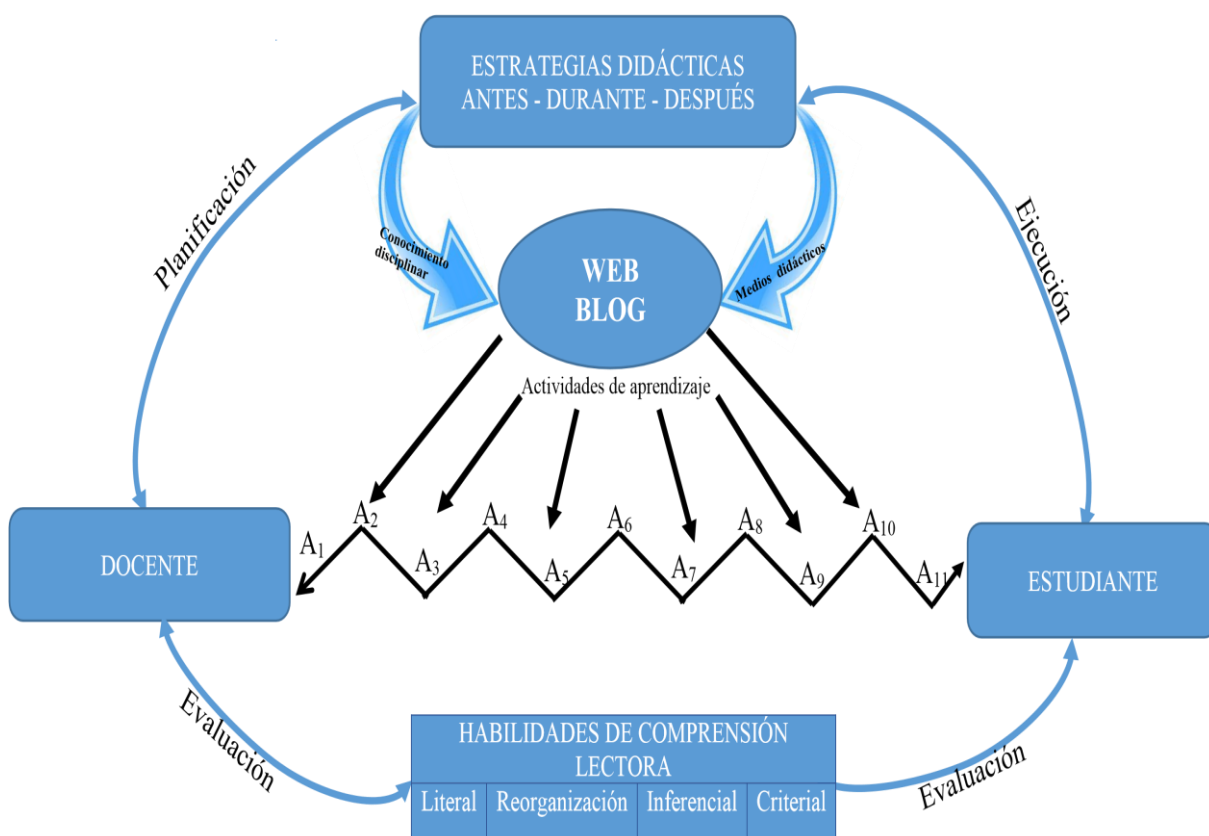 ESTRATEGIAS DIDÁCTICAS
ANTES - DURANTE - DESPUÉS
Planificación
Ejecución
Conocimiento
disciplinar
Medios didácticos
WEB
BLOG
Actividades de aprendizaje
A₁
A₂
A₃
A₄
A₅
A₆
A₇
A₈
A₉
A₁₀
A₁₁
DOCENTE
ESTUDIANTE
Evaluación
HABILIDADES DE COMPRENSIÓN
LECTORA
Literal Reorganización Inferencial Criterial
Evaluación